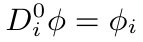 $D_i^0 \phi = \phi_i$